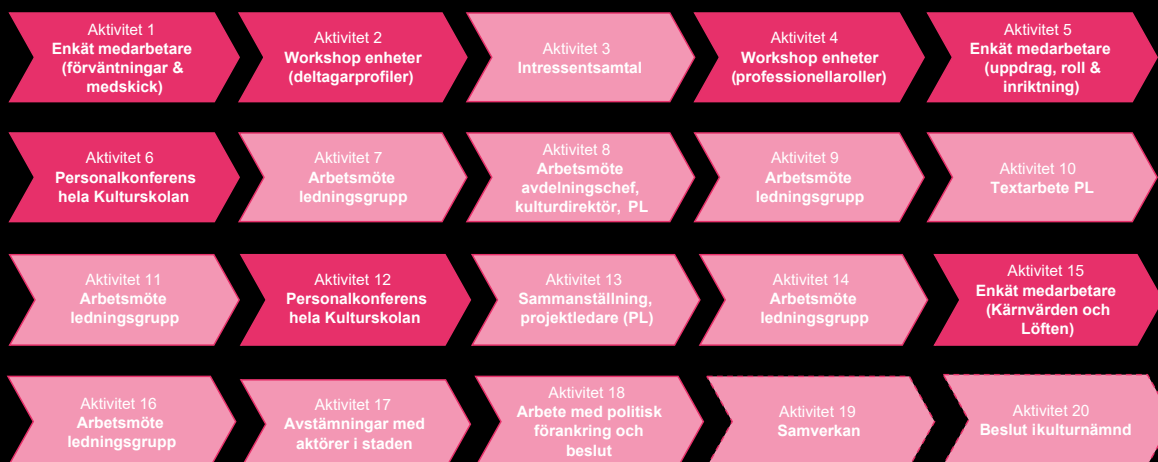 Aktivitet 1
Enkät medarbetare
(förväntningar &
medskick)
Aktivitet 2
Workshop enheter
(deltagarprofiler)
Aktivitet 3
Intressentsamtal
Aktivitet 4
Workshop enheter
(professionellaroller)
Aktivitet 5
Enkät medarbetare
(uppdrag, roll &
inriktning)
Aktivitet 6
Personalkonferens
hela Kulturskolan
Aktivitet 7
Arbetsmöte
ledningsgrupp
Aktivitet 8
Arbetsmöte
avdelningschef,
kulturdirektör, PL
Aktivitet 9
Arbetsmöte
ledningsgrupp
Aktivitet 10
Textarbete PL
Aktivitet 11
Arbetsmöte
ledningsgrupp
Aktivitet 12
Personalkonferens
hela Kulturskolan
Aktivitet 13
Sammanställning,
projektledare (PL)
Aktivitet 14
Arbetsmöte
ledningsgrupp
Aktivitet 15
Enkät medarbetare
(Kärnvärden och
Löften)
Aktivitet 16
Arbetsmöte
ledningsgrupp
Aktivitet 17
Avstämningar med
aktörer i staden
Aktivitet 18
Arbete med politisk
förankring och
beslut
Aktivitet 19
Samverkan
Aktivitet 20
Beslut ikulturnämnd